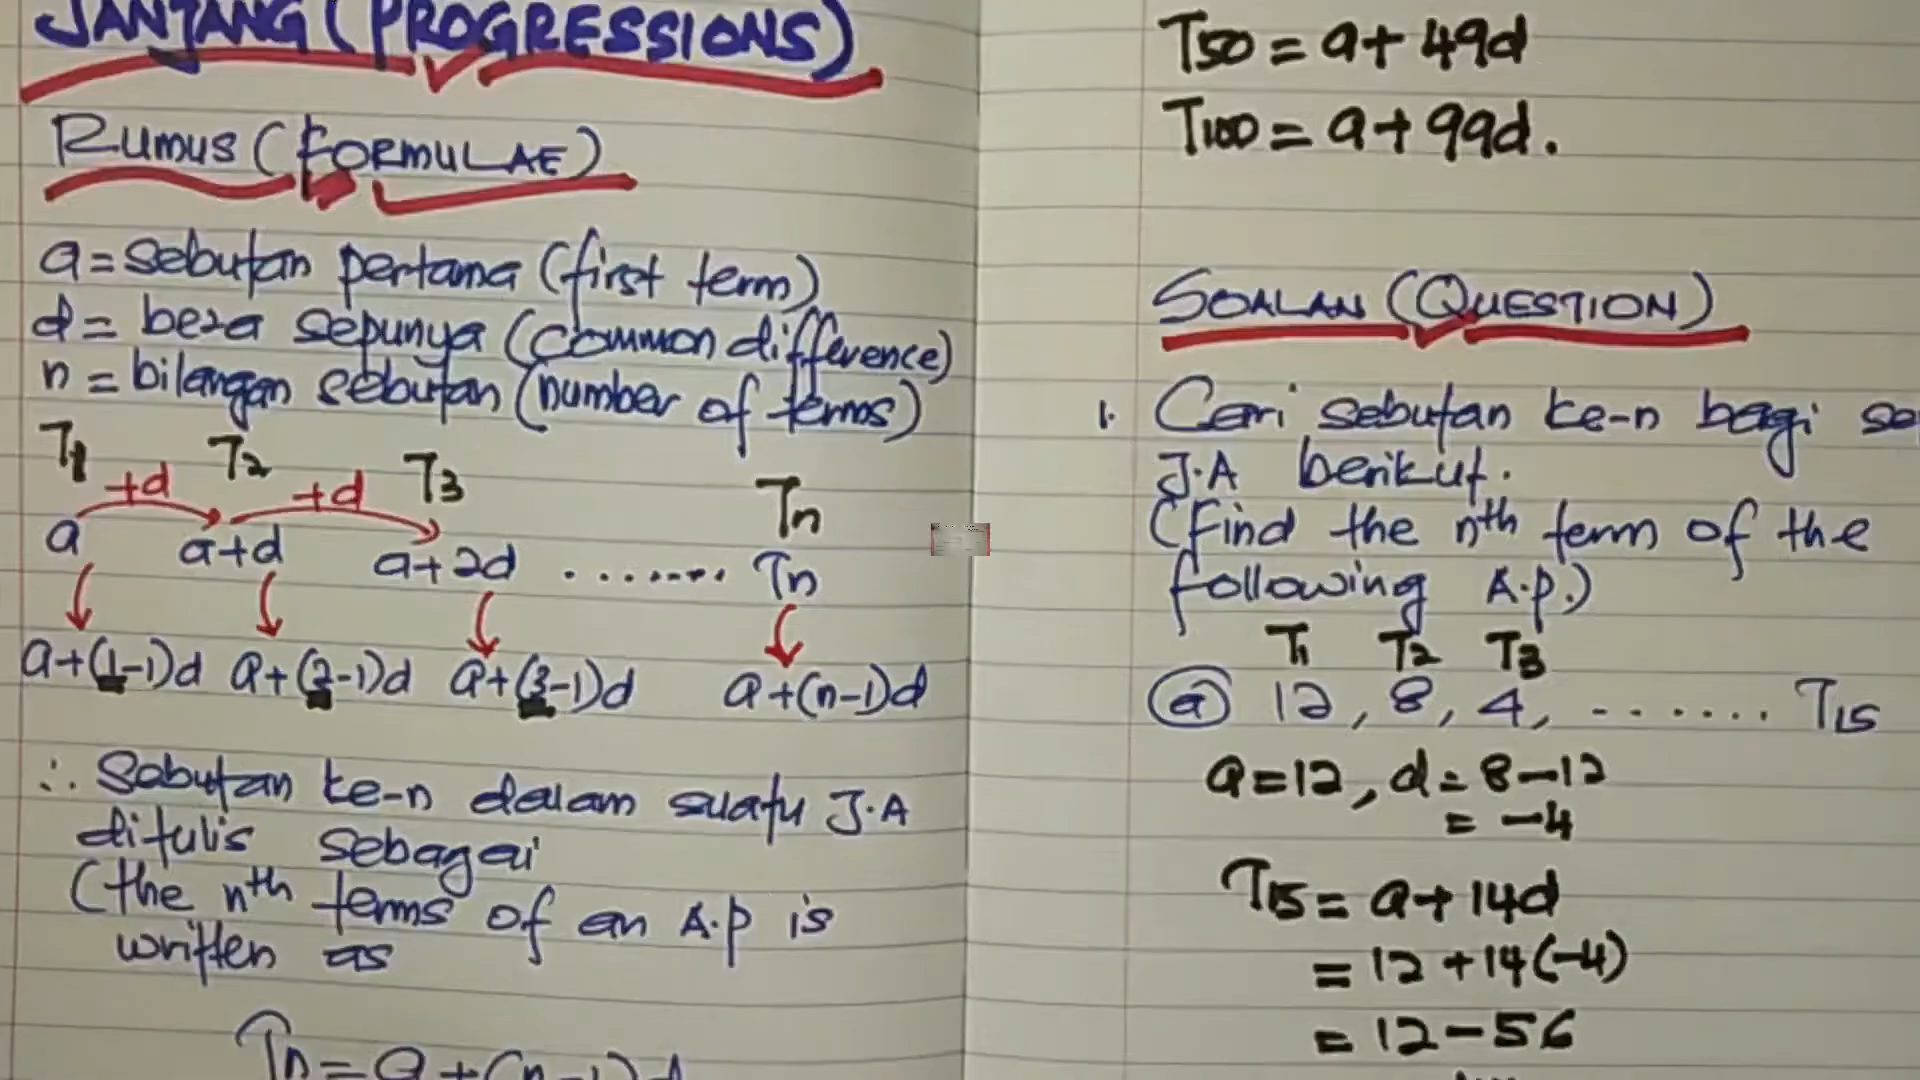 JANJANG (PROGRESSIONS)
RUMUS (FORMULAE)
a = sebutan pertama (first term)
d = beza sepunya (common difference)
n = bilangan sebutan (number of terms)
T1 +d T2 +d T3 Tn
a a+d a+2d ........ Tn
a+(1-1)d a+(2-1)d a+(3-1)d a+(n-1)d
∴ Sebutan ke-n dalam suatu J.A
ditulis sebagai
(the nth terms of an A.p is
written as
Tn = a + (n-1)d
T50 = a + 49d
T100 = a + 99d.
SOALAN (QUESTION)
1. Cari sebutan ke-n bagi
J.A berikut.
(Find the nth term of the
following A.p.)
T1 T2 T3
(a) 12, 8, 4, ....... T15
a = 12, d = 8 - 12
= -4
T15 = a + 14d
= 12 + 14(-4)
= 12 - 56